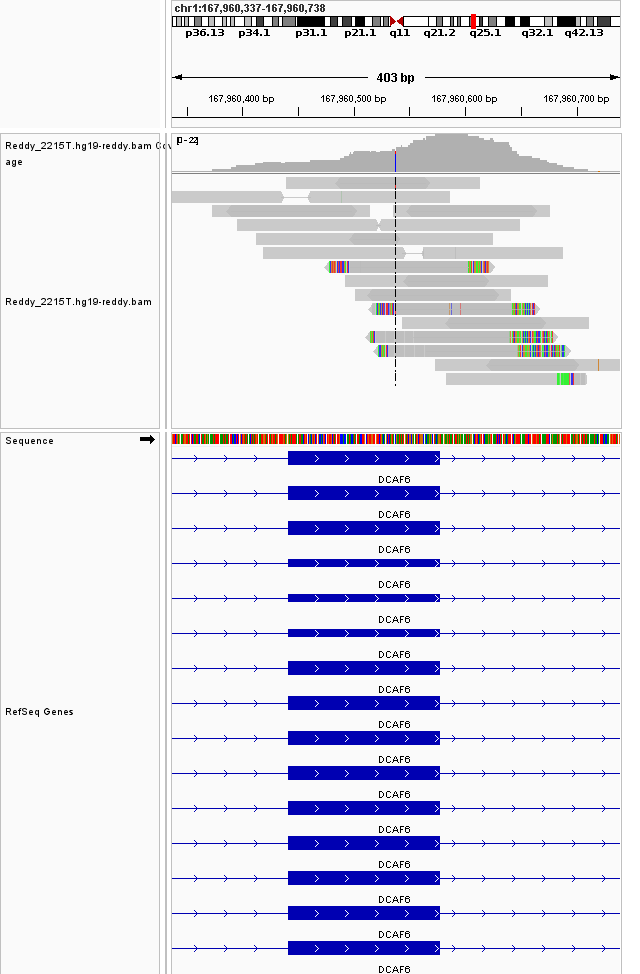 chr1:167,960,337-167,960,738
p36.13 p34.1 p31.1 p21.1 q11 q21.2 q25.1 q32.1 q42.13
403 bp
167,960,400 bp 167,960,500 bp 167,960,600 bp 167,960,700 bp
[0-22]
Reddy_2215T.hg19-reddy.bam Cov
age
Reddy_2215T.hg19-reddy.bam
Sequence
DCAF6
DCAF6
DCAF6
DCAF6
DCAF6
DCAF6
DCAF6
RefSeq Genes
DCAF6
DCAF6
DCAF6
DCAF6
DCAF6
DCAF6
DCAF6
DCAF6